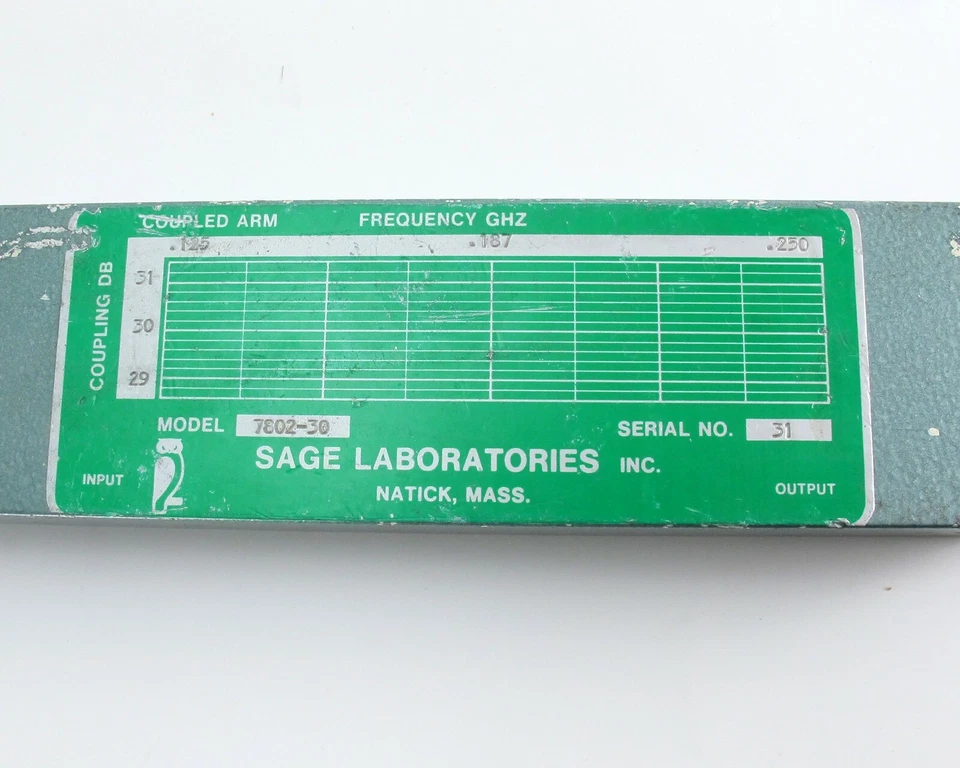 COUPLED ARM FREQUENCY GHZ
.125 .187 .250
COUPLING DB
31
30
29
MODEL 7802-30 SERIAL NO. 31
SAGE LABORATORIES INC.
INPUT NATICK, MASS. OUTPUT